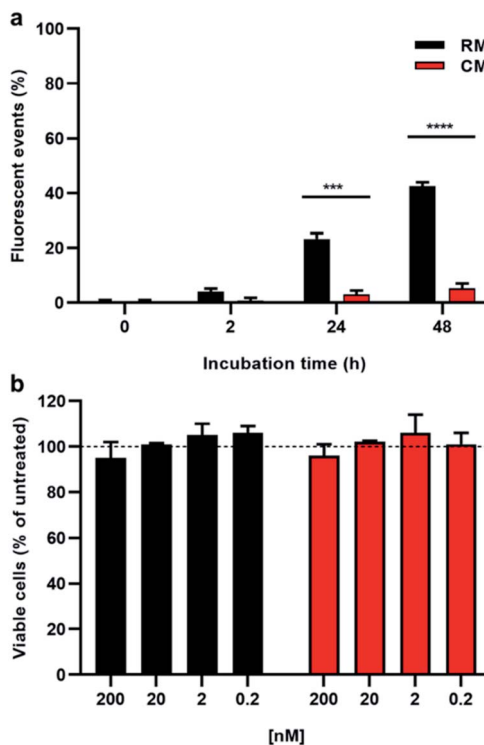 a
100
80
60
40
20
0
Fluorescent events (%)
RM
CM
***
****
0 2 24 48
Incubation time (h)
b
120
100
80
60
40
20
0
Viable cells (% of untreated)
200 20 2 0.2 200 20 2 0.2
[nM]